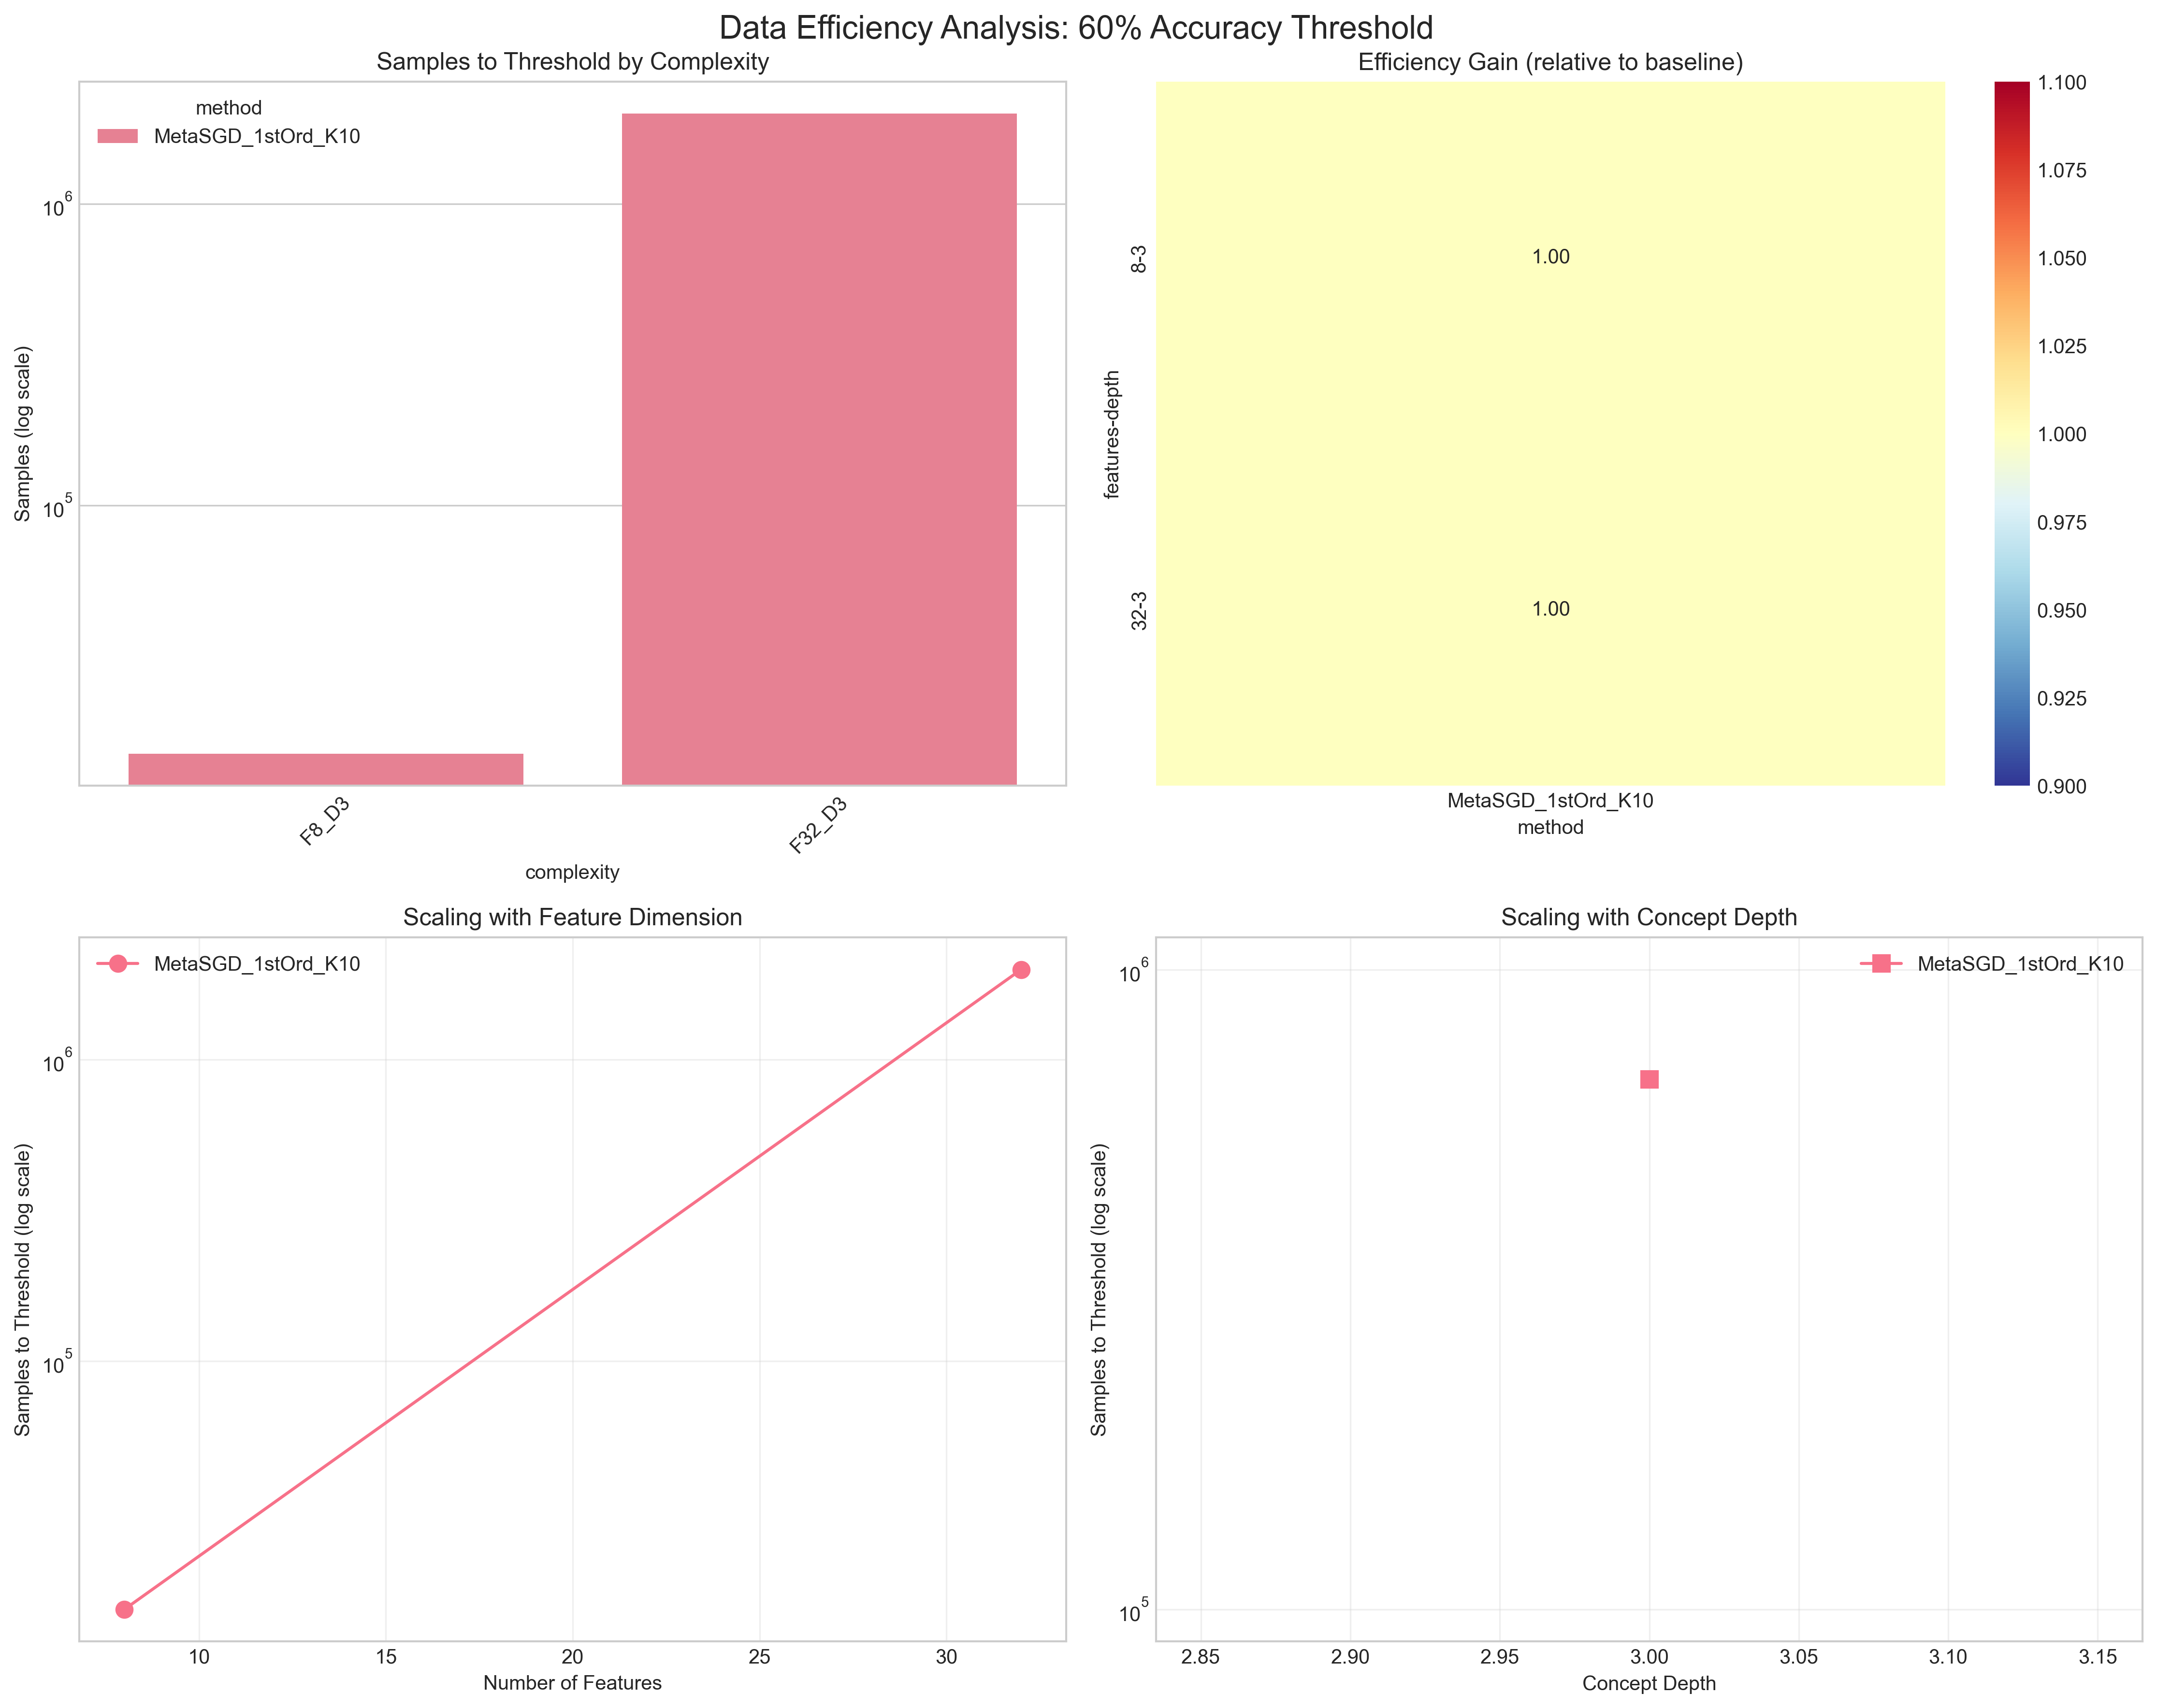 Data Efficiency Analysis: 60% Accuracy Threshold
Samples to Threshold by Complexity
method
MetaSGD_1stOrd_K10
10^6
10^5
Samples (log scale)
F8_D3
F32_D3
complexity
Efficiency Gain (relative to baseline)
8-3
32-3
features-depth
1.00
1.00
MetaSGD_1stOrd_K10
method
1.100
1.075
1.050
1.025
1.000
0.975
0.950
0.925
0.900
Scaling with Feature Dimension
MetaSGD_1stOrd_K10
10^6
10^5
Samples to Threshold (log scale)
10 15 20 25 30
Number of Features
Scaling with Concept Depth
MetaSGD_1stOrd_K10
10^6
10^5
Samples to Threshold (log scale)
2.85 2.90 2.95 3.00 3.05 3.10 3.15
Concept Depth